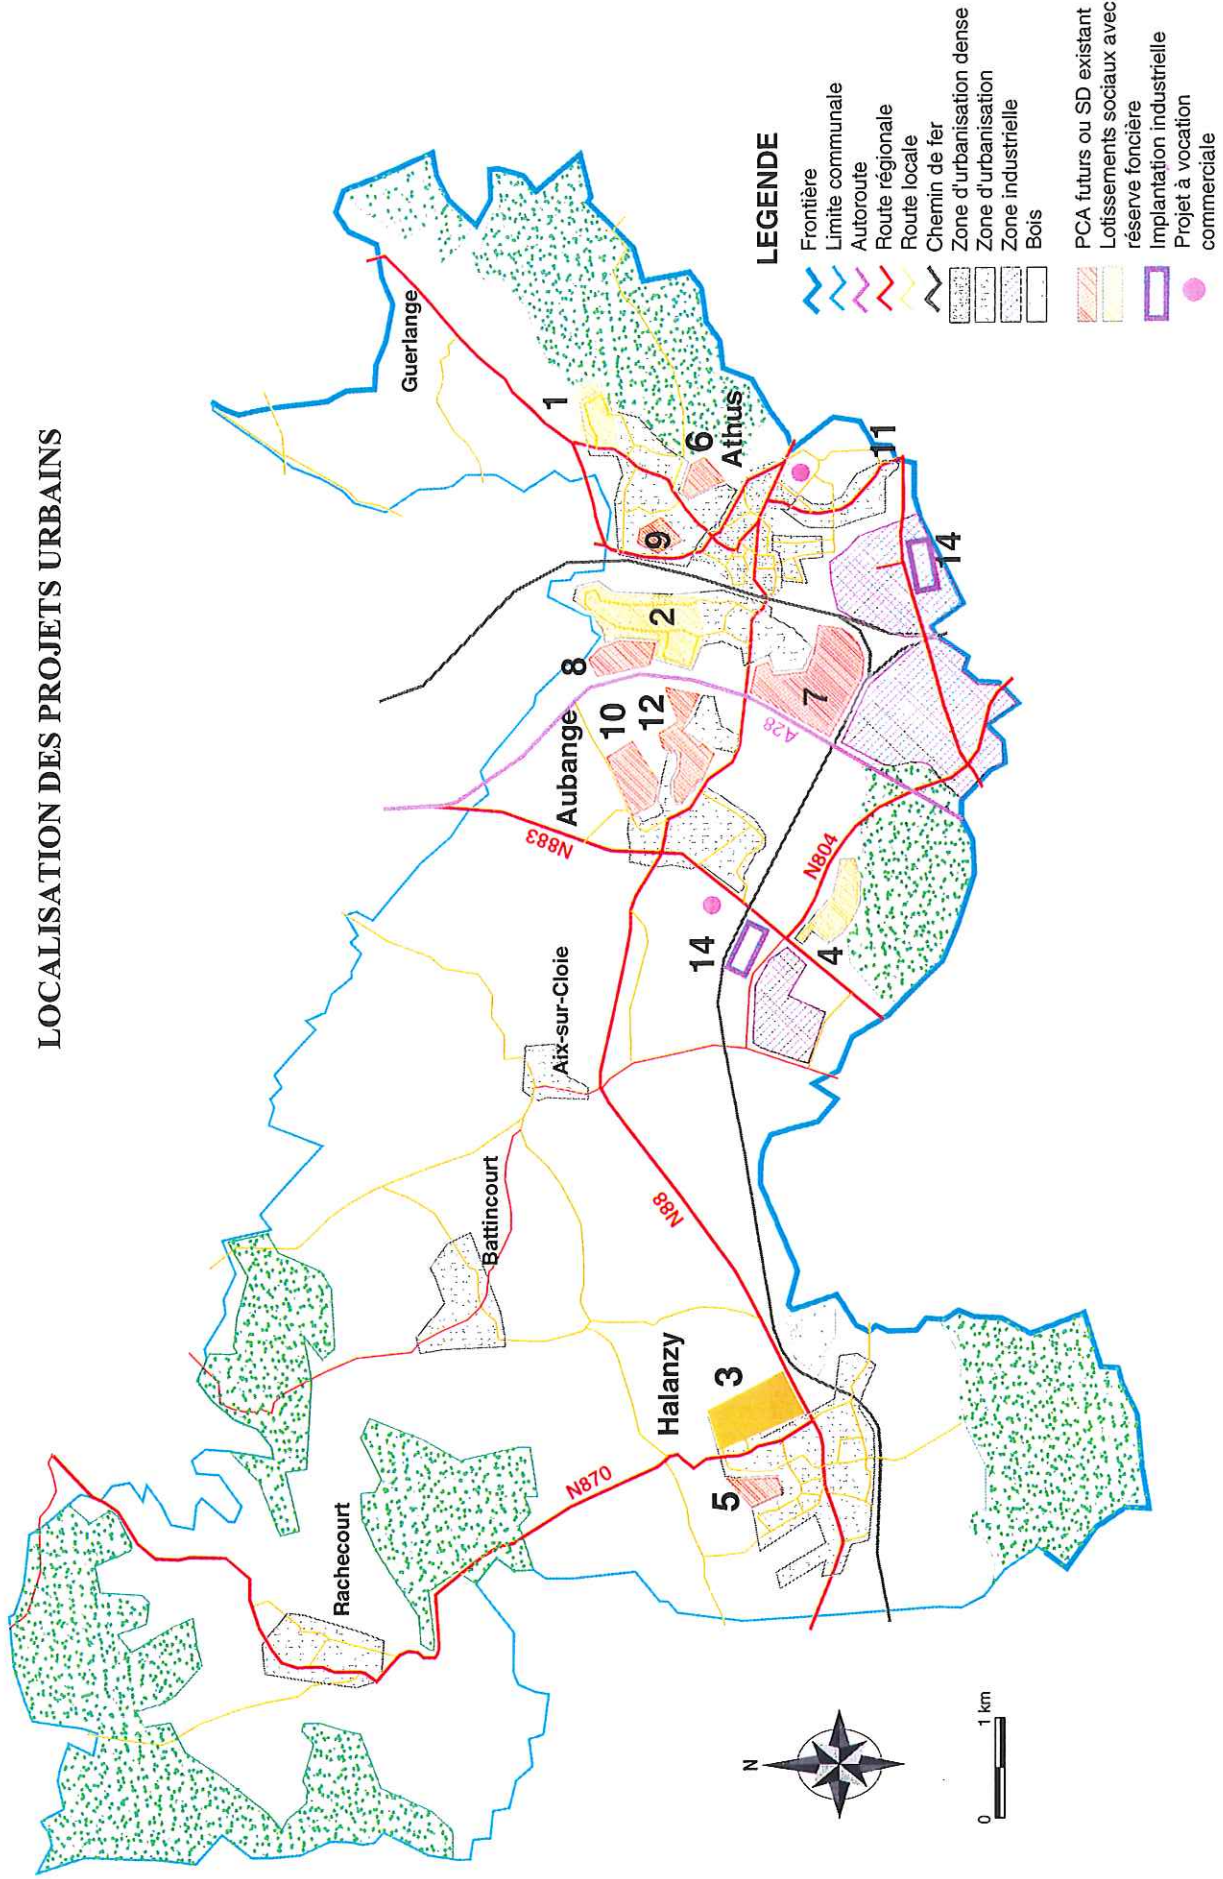 LOCALISATION DES PROJETS URBAINS
Guerlange
1
6
Athus
9
11
14
2
8
7
10
12
Aubange
A28
N883
N804
14
4
Aix-sur-Cloie
Battincourt
N88
Halanzy
3
5
N870
Rachecourt
N
0 1 km
LEGENDE
Frontière
Limite communale
Autoroute
Route régionale
Route locale
Chemin de fer
Zone d'urbanisation dense
Zone d'urbanisation
Zone industrielle
Bois
PCA futurs ou SD existant
Lotissements sociaux avec
réserve foncière
Implantation industrielle
Projet à vocation
commerciale